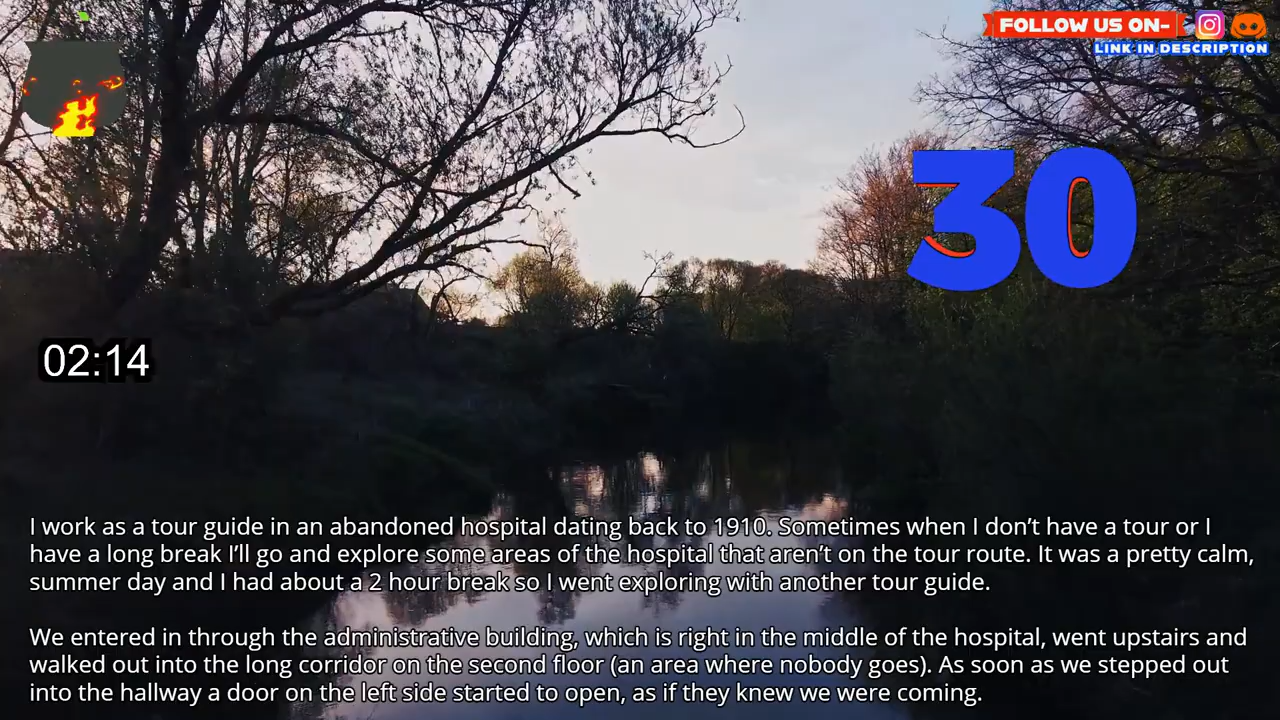 FOLLOW US ON-
LINK IN DESCRIPTION
30
02:14
I work as a tour guide in an abandoned hospital dating back to 1910. Sometimes when I don’t have a tour or I
have a long break I’ll go and explore some areas of the hospital that aren’t on the tour route. It was a pretty calm,
summer day and I had about a 2 hour break so I went exploring with another tour guide.
We entered in through the administrative building, which is right in the middle of the hospital, went upstairs and
walked out into the long corridor on the second floor (an area where nobody goes). As soon as we stepped out
into the hallway a door on the left side started to open, as if they knew we were coming.